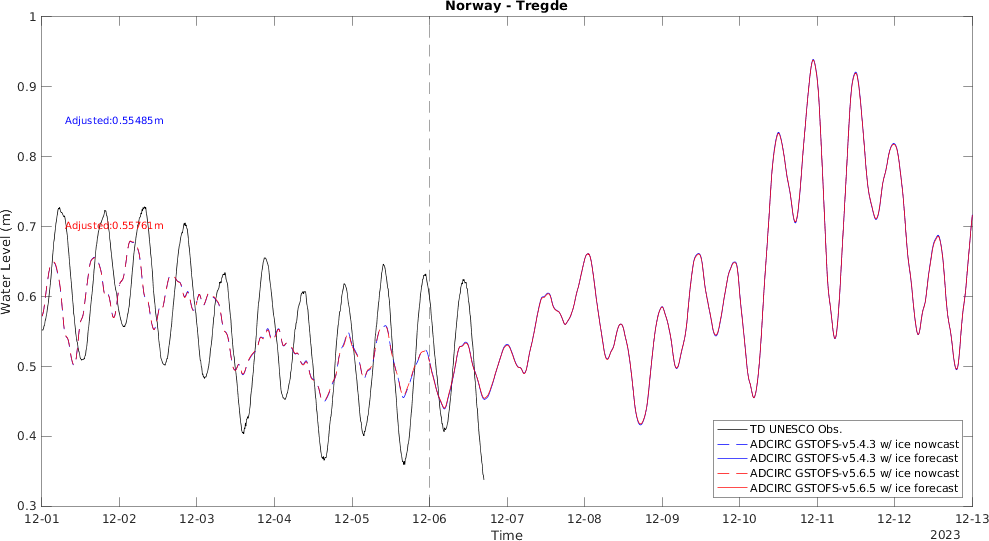 Norway - Tregde
1
0.9
0.8
0.7
0.6
0.5
0.4
0.3
Water Level (m)
Adjusted:0.55485m
Adjusted:0.55761m
TD UNESCO Obs.
ADCIRC GSTOFS-v5.4.3 w/ ice nowcast
ADCIRC GSTOFS-v5.4.3 w/ ice forecast
ADCIRC GSTOFS-v5.6.5 w/ ice nowcast
ADCIRC GSTOFS-v5.6.5 w/ ice forecast
12-01 12-02 12-03 12-04 12-05 12-06 12-07 12-08 12-09 12-10 12-11 12-12 12-13
Time
2023